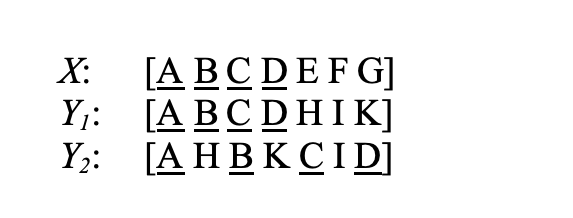 X: [A B C D E F G]
Y1: [A B C D H I K]
Y2: [A H B K C I D]